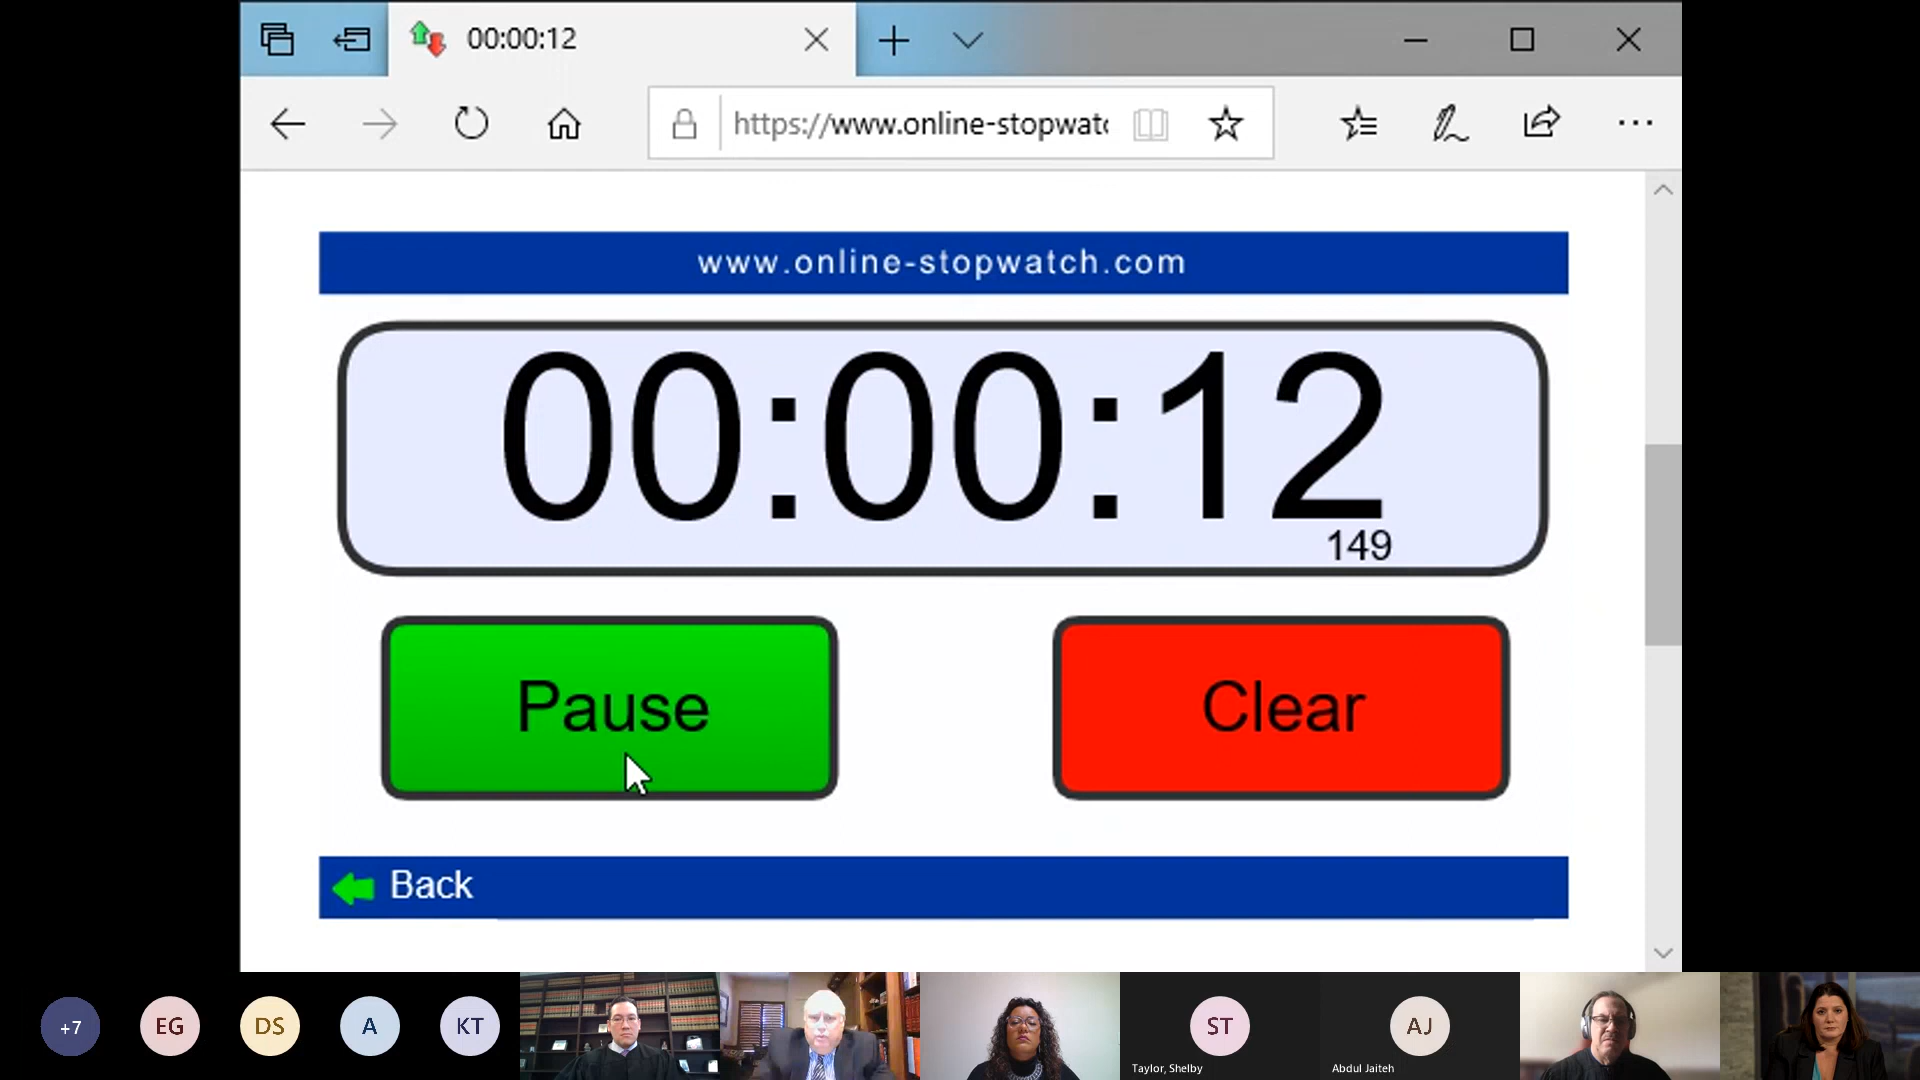 00:00:12
https://www.online-stopwatc
www.online-stopwatch.com
00:00:12
149
Pause
Clear
Back
+7
EG
DS
A
KT
ST
AJ
Taylor, Shelby
Abdul Jaiteh